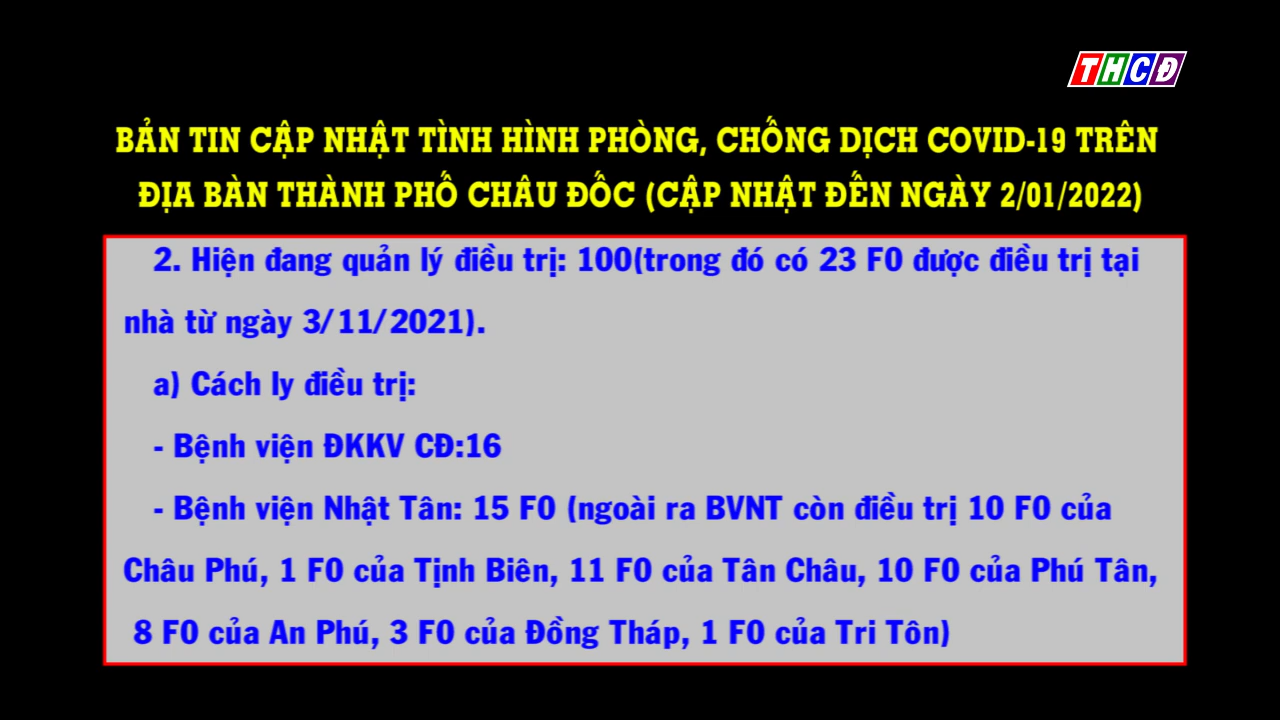 THCĐ
BẢN TIN CẬP NHẬT TÌNH HÌNH PHÒNG, CHỐNG DỊCH COVID-19 TRÊN
ĐỊA BÀN THÀNH PHỐ CHÂU ĐỐC (CẬP NHẬT ĐẾN NGÀY 2/01/2022)
2. Hiện đang quản lý điều trị: 100(trong đó có 23 F0 được điều trị tại
nhà từ ngày 3/11/2021).
a) Cách ly điều trị:
- Bệnh viện ĐKKV CĐ:16
- Bệnh viện Nhật Tân: 15 F0 (ngoài ra BVNT còn điều trị 10 F0 của
Châu Phú, 1 F0 của Tịnh Biên, 11 F0 của Tân Châu, 10 F0 của Phú Tân,
8 F0 của An Phú, 3 F0 của Đồng Tháp, 1 F0 của Tri Tôn)